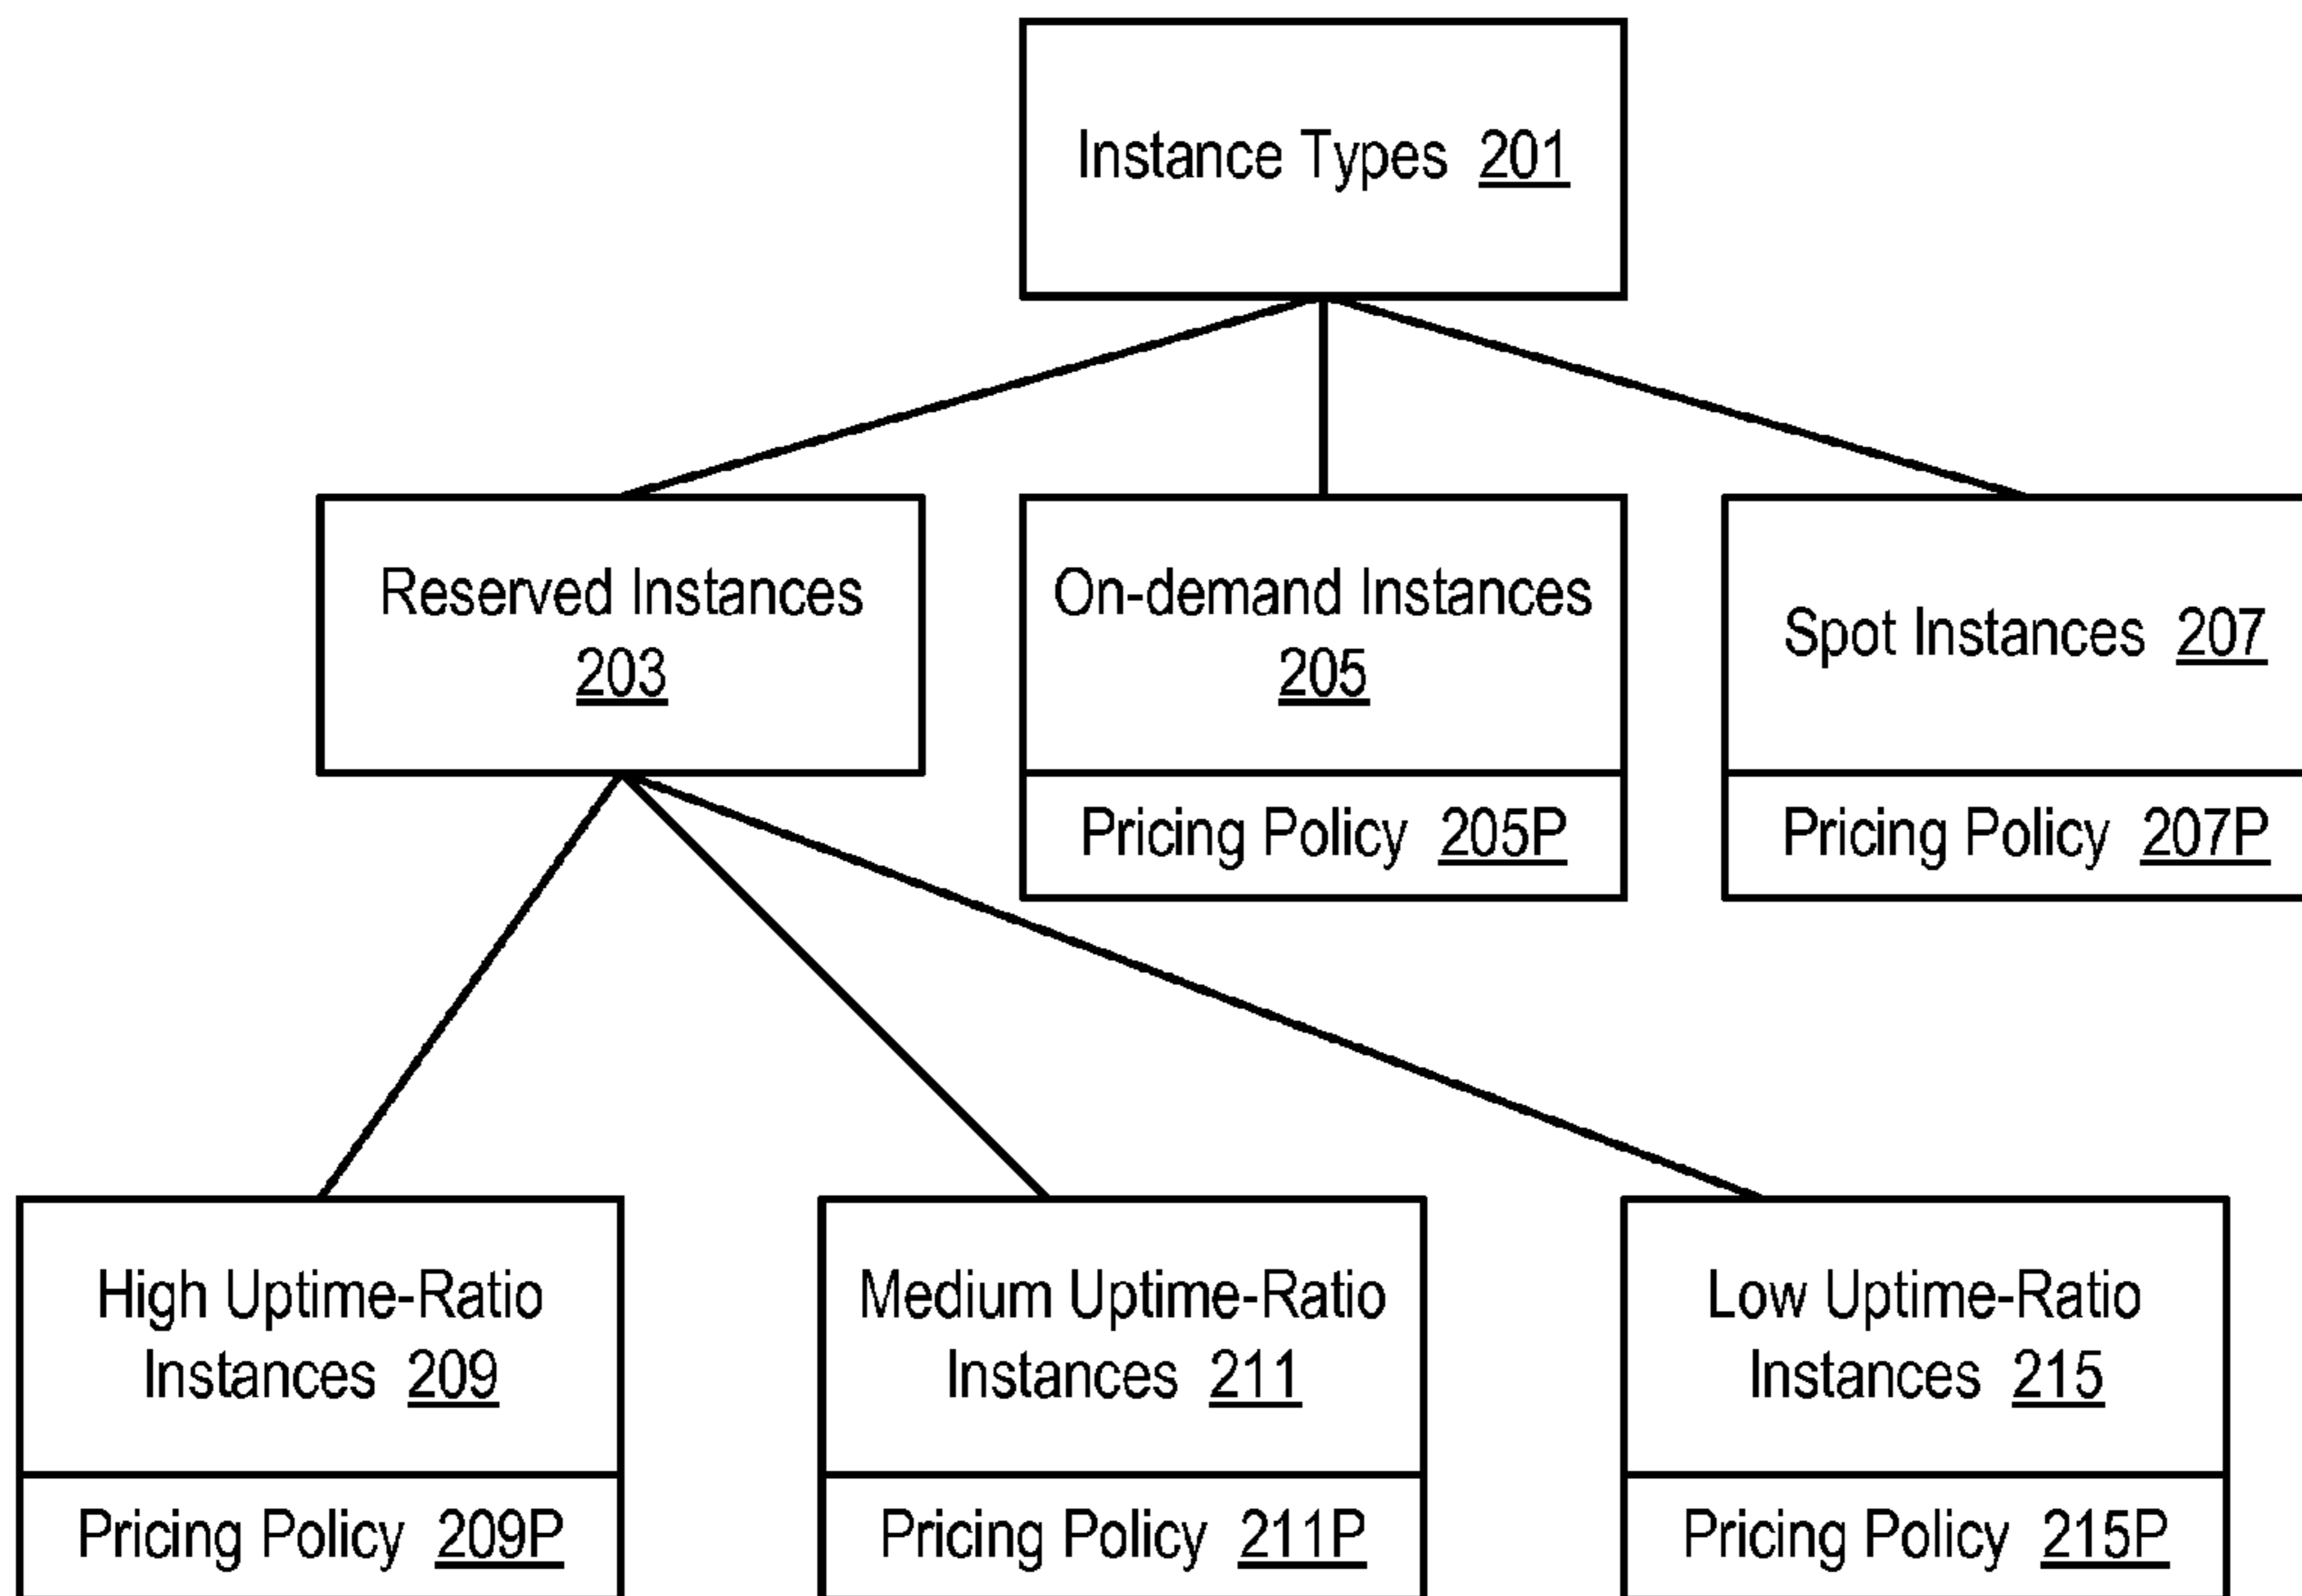 Instance Types 201
Reserved Instances
203
On-demand Instances
205
Pricing Policy 205P
Spot Instances 207
Pricing Policy 207P
High Uptime-Ratio
Instances 209
Pricing Policy 209P
Medium Uptime-Ratio
Instances 211
Pricing Policy 211P
Low Uptime-Ratio
Instances 215
Pricing Policy 215P